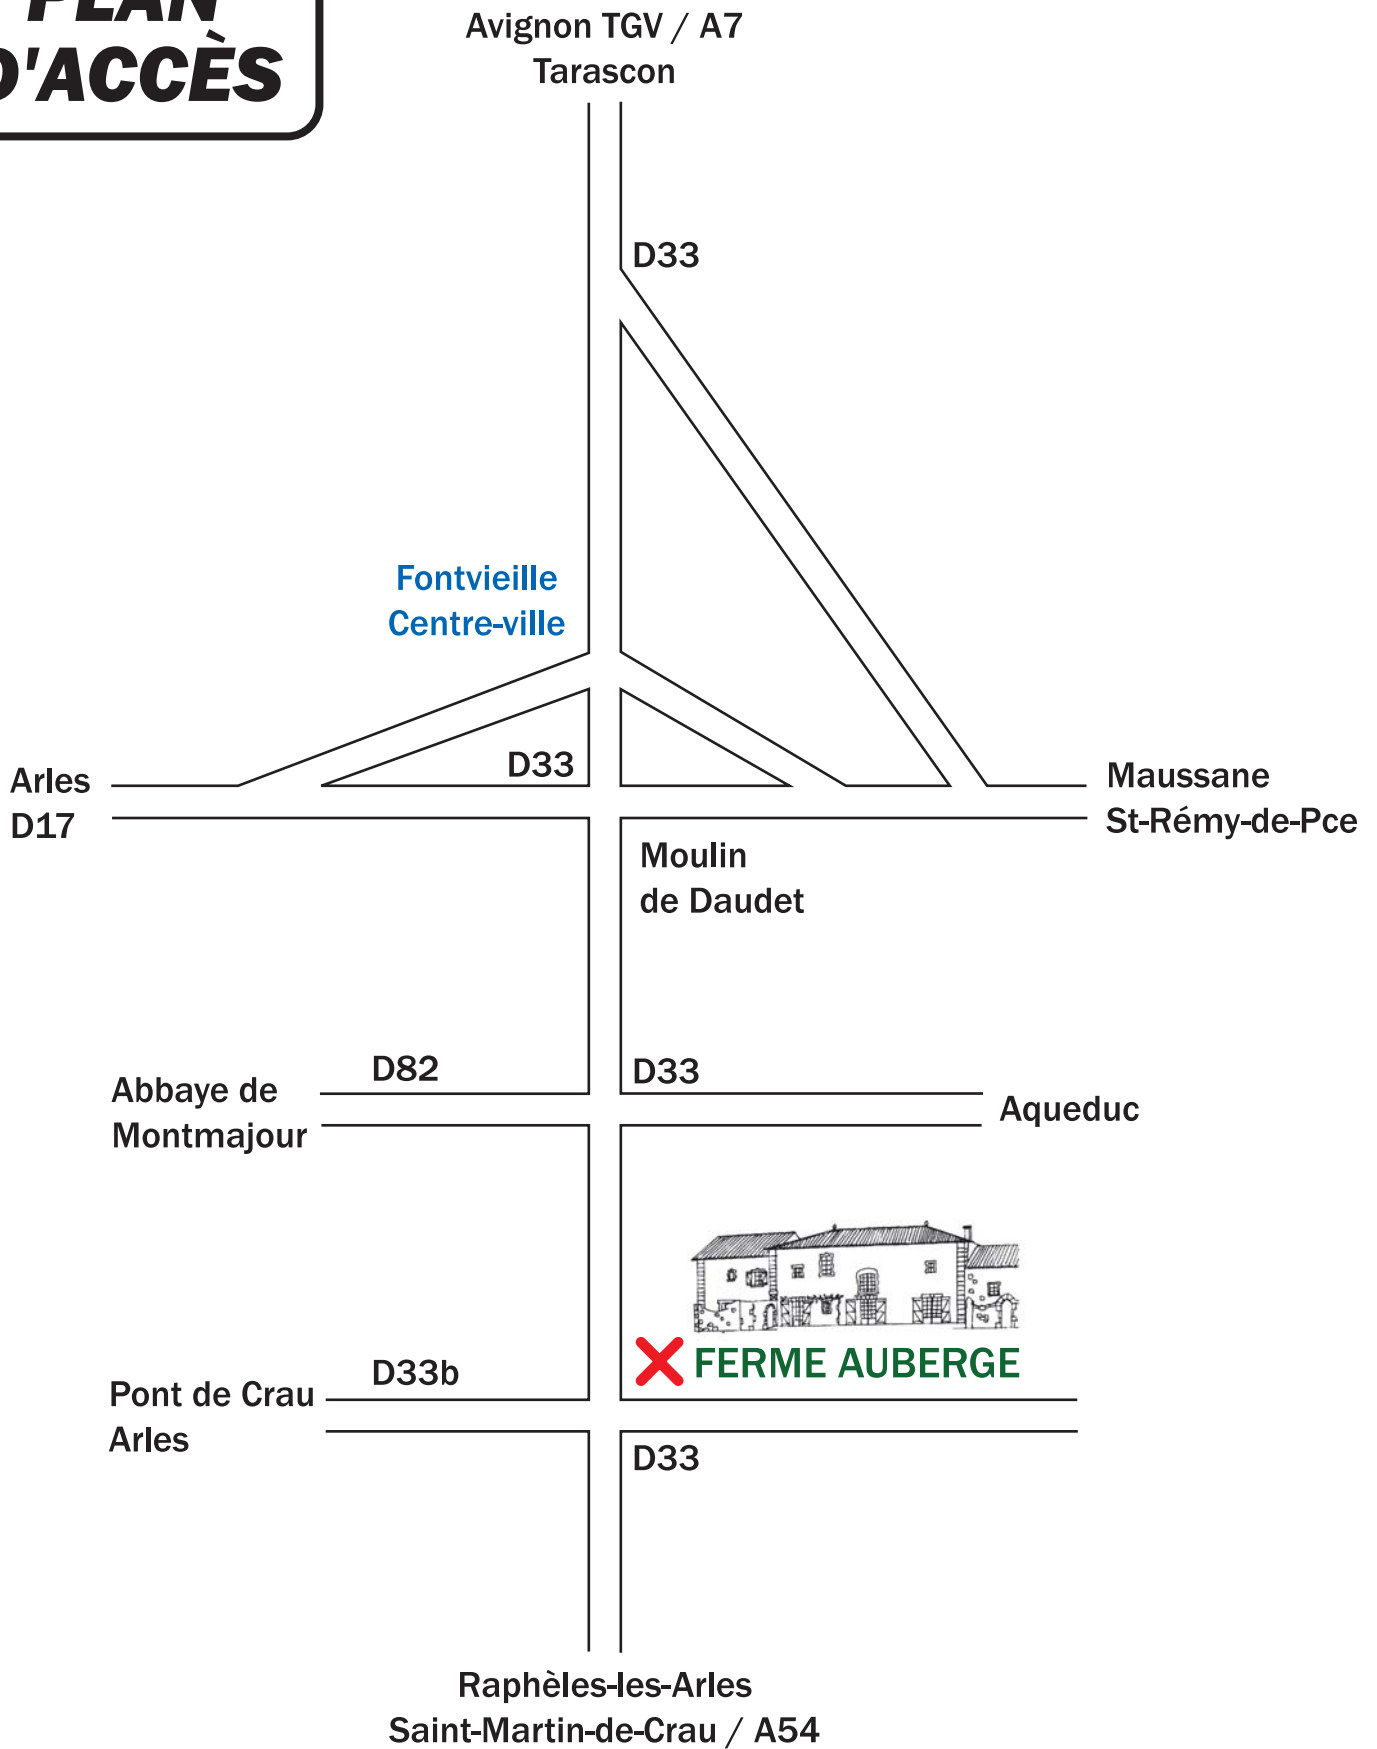 PLAN
D'ACCÈS
Avignon TGV / A7
Tarascon
D33
Fontvieille
Centre-ville
D33
Arles
D17
Maussane
St-Rémy-de-Pce
Moulin
de Daudet
D82
D33
Abbaye de
Montmajour
Aqueduc
FERME AUBERGE
D33b
Pont de Crau
Arles
D33
Raphèles-les-Arles
Saint-Martin-de-Crau / A54